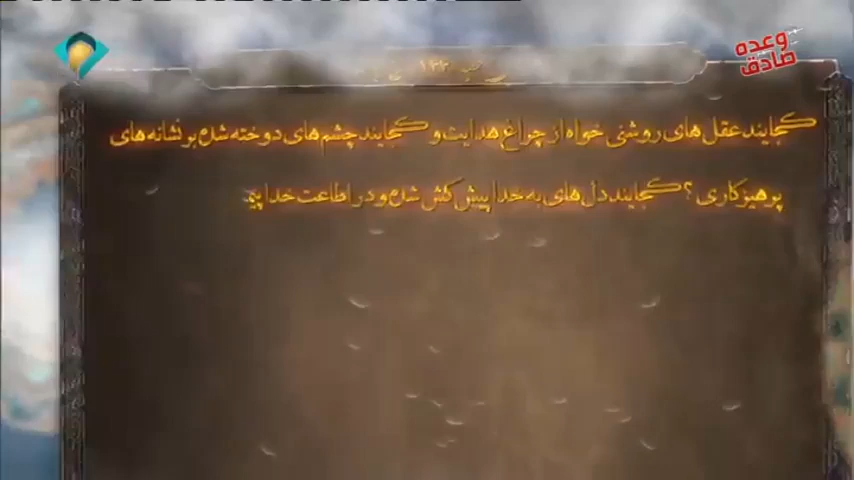 وعده
صادق
کجایند عقل‌های روشنی خواه از چراغ هدایت و کجایند چشم‌های دوخته شده بر نشانه‌های
پرهیزکاری ؟ کجایند دل‌های به خدا پیش کش شده و در اطاعت خدا